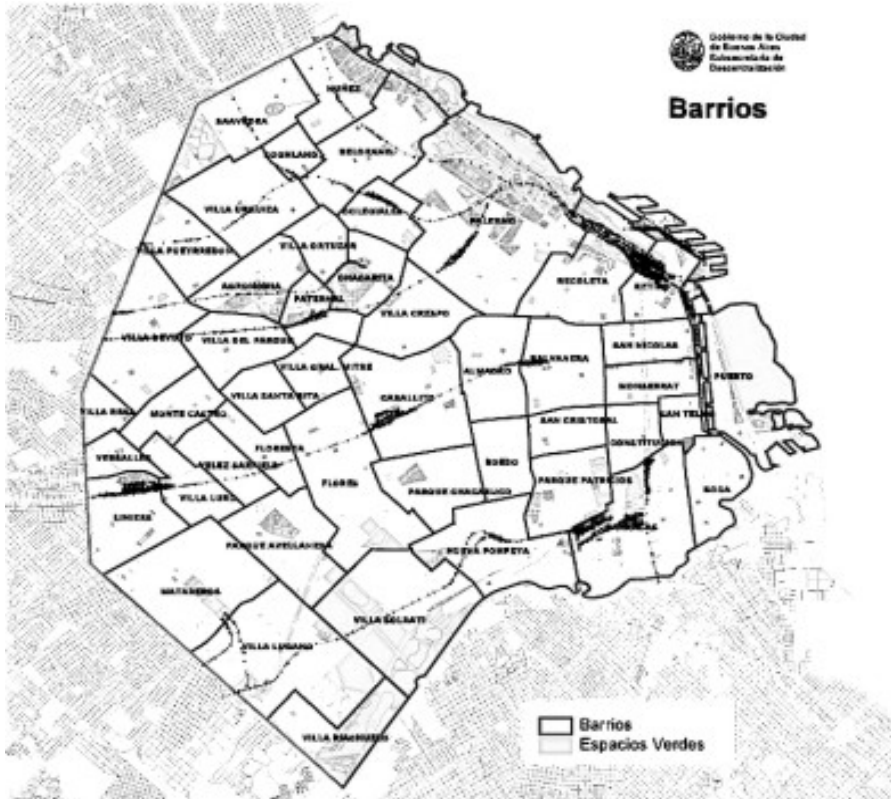 Gobierno de la Ciudad
de Buenos Aires
Subsecretaría de
Descentralización
Barrios
NUÑEZ
SAAVEDRA
COGHLAND
BELGRANO
VILLA URQUIZA
COLEGIALES
PALERMO
VILLA PUEYRREDON
VILLA ORTUZAR
AGRONOMIA
CHACARITA
PATERNAL
RECOLETA
RETIRO
VILLA CRESPO
VILLA DEVOTO
VILLA DEL PARQUE
SAN NICOLAS
VILLA GRAL. MITRE
ALMAGRO
BALVANERA
PUERTO
MONSERRAT
VILLA SANTA RITA
CABALLITO
VILLA REAL
MONTE CASTRO
SAN TELMO
SAN CRISTOBAL
CONSTITUCION
FLORESTA
VERSALLES
VELEZ SARSFIELD
BOEDO
FLORES
PARQUE CHACABUCO
PARQUE PATRICIOS
BOCA
VILLA LURO
LINIERS
PARQUE AVELLANEDA
NUEVA POMPEYA
MATADEROS
VILLA SOLDATI
VILLA LUGANO
VILLA RIACHUELO
Barrios
Espacios Verdes